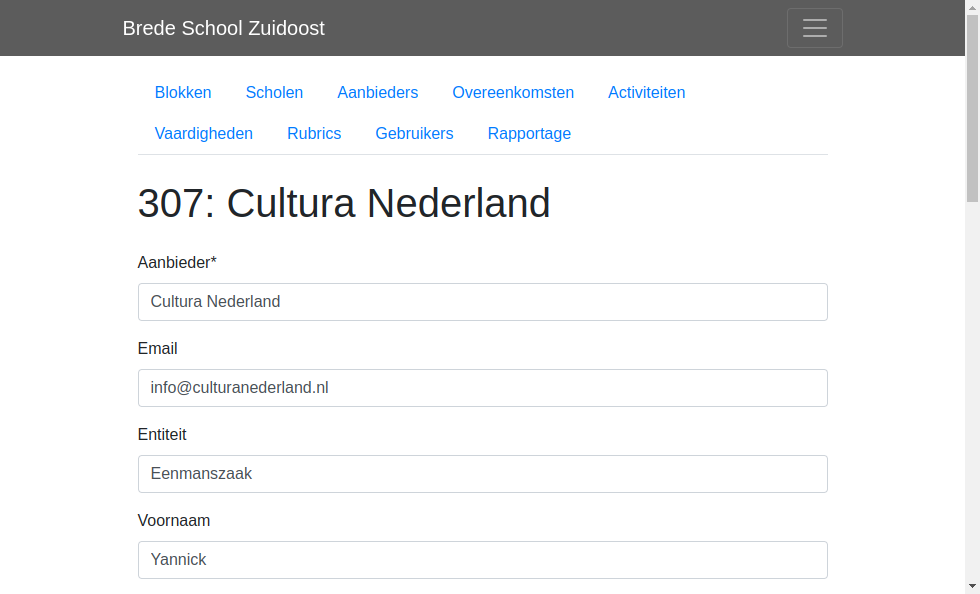 Brede School Zuidoost
Blokken Scholen Aanbieders Overeenkomsten Activiteiten
Vaardigheden Rubrics Gebruikers Rapportage
307: Cultura Nederland
Aanbieder*
Cultura Nederland
Email
info@culturanederland.nl
Entiteit
Eenmanszaak
Voornaam
Yannick